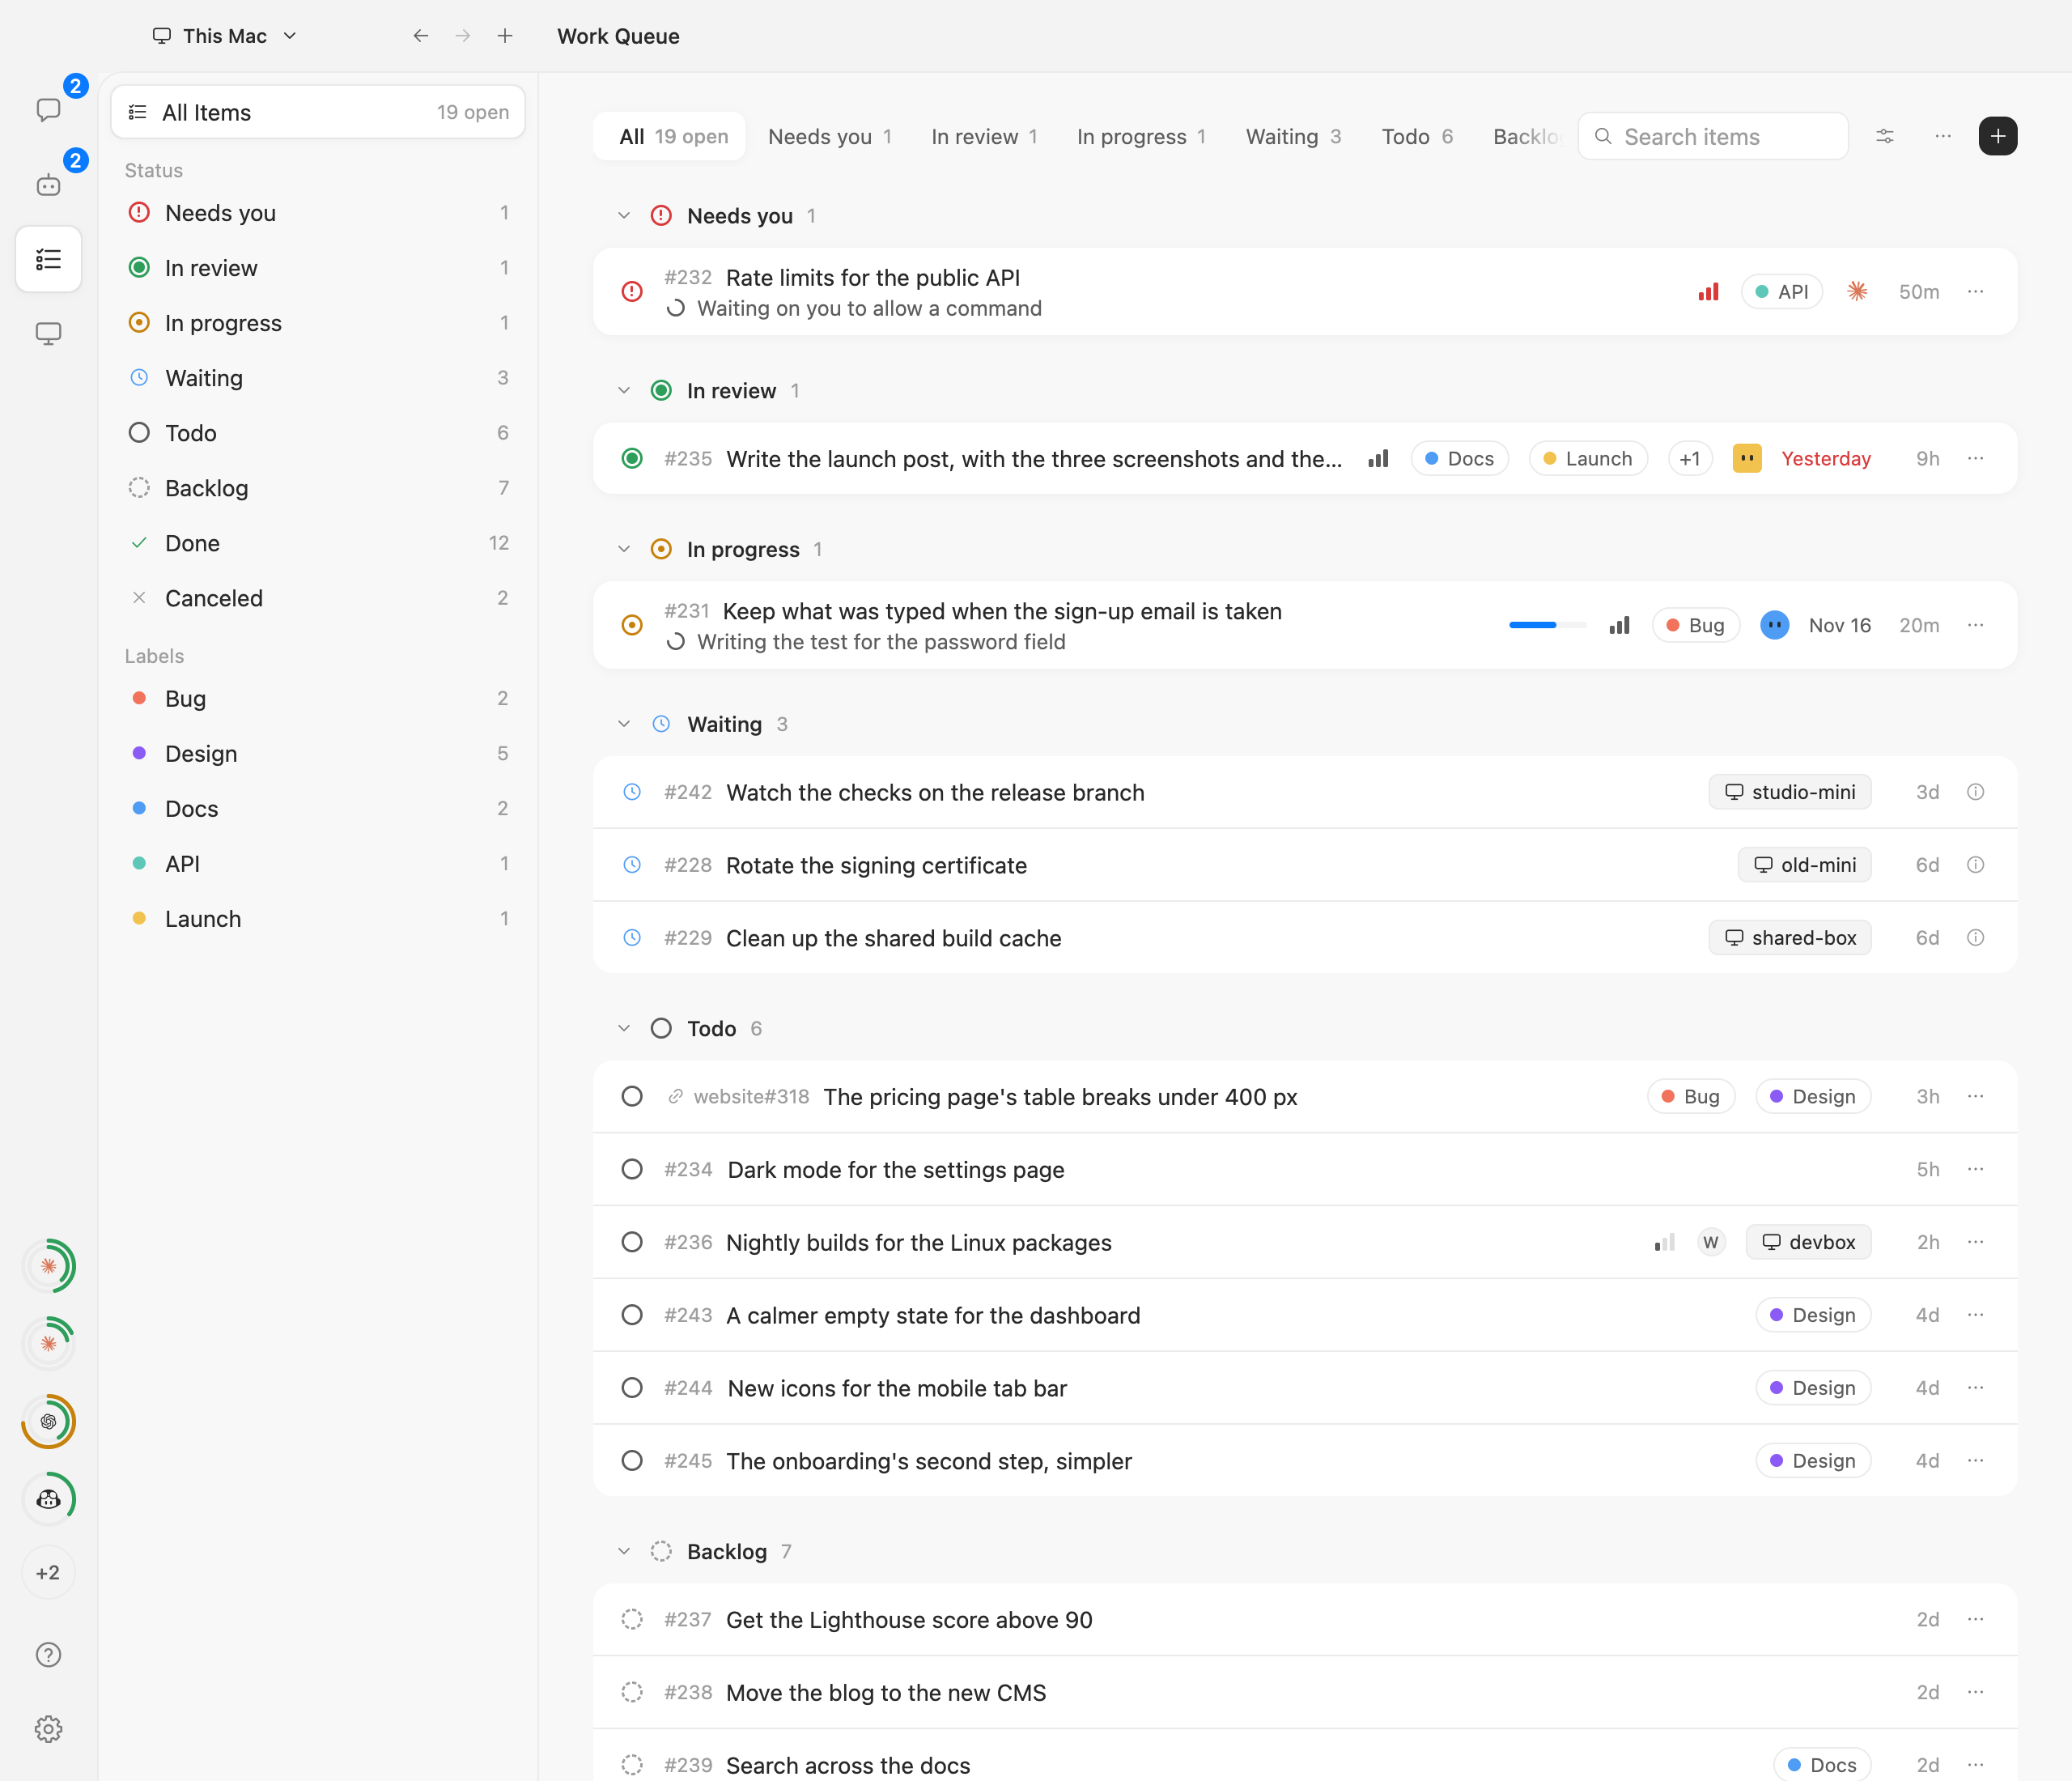 This Mac
Work Queue
2
2
+2
All Items 19 open
Status
Needs you 1
In review 1
In progress 1
Waiting 3
Todo 6
Backlog 7
Done 12
Canceled 2
Labels
Bug 2
Design 5
Docs 2
API 1
Launch 1
All 19 open Needs you 1 In review 1 In progress 1 Waiting 3 Todo 6 Backlo Search items
Needs you 1
#232 Rate limits for the public API API 50m
Waiting on you to allow a command
In review 1
#235 Write the launch post, with the three screenshots and the... Docs Launch +1 Yesterday 9h
In progress 1
#231 Keep what was typed when the sign-up email is taken Bug Nov 16 20m
Writing the test for the password field
Waiting 3
#242 Watch the checks on the release branch studio-mini 3d
#228 Rotate the signing certificate old-mini 6d
#229 Clean up the shared build cache shared-box 6d
Todo 6
website#318 The pricing page's table breaks under 400 px Bug Design 3h
#234 Dark mode for the settings page 5h
#236 Nightly builds for the Linux packages W devbox 2h
#243 A calmer empty state for the dashboard Design 4d
#244 New icons for the mobile tab bar Design 4d
#245 The onboarding's second step, simpler Design 4d
Backlog 7
#237 Get the Lighthouse score above 90 2d
#238 Move the blog to the new CMS 2d
#239 Search across the docs Docs 2d